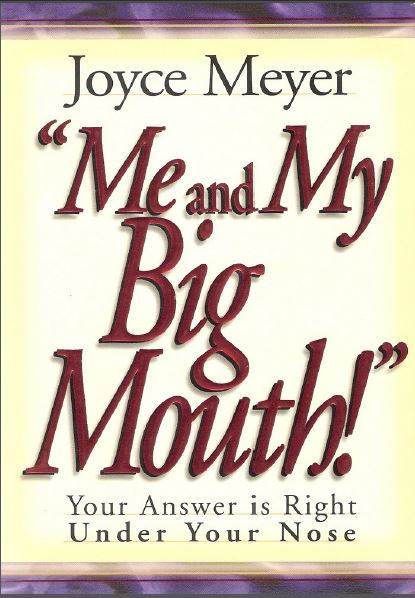 Joyce Meyer
“Me and My
Big
Mouth!”
Your Answer is Right
Under Your Nose